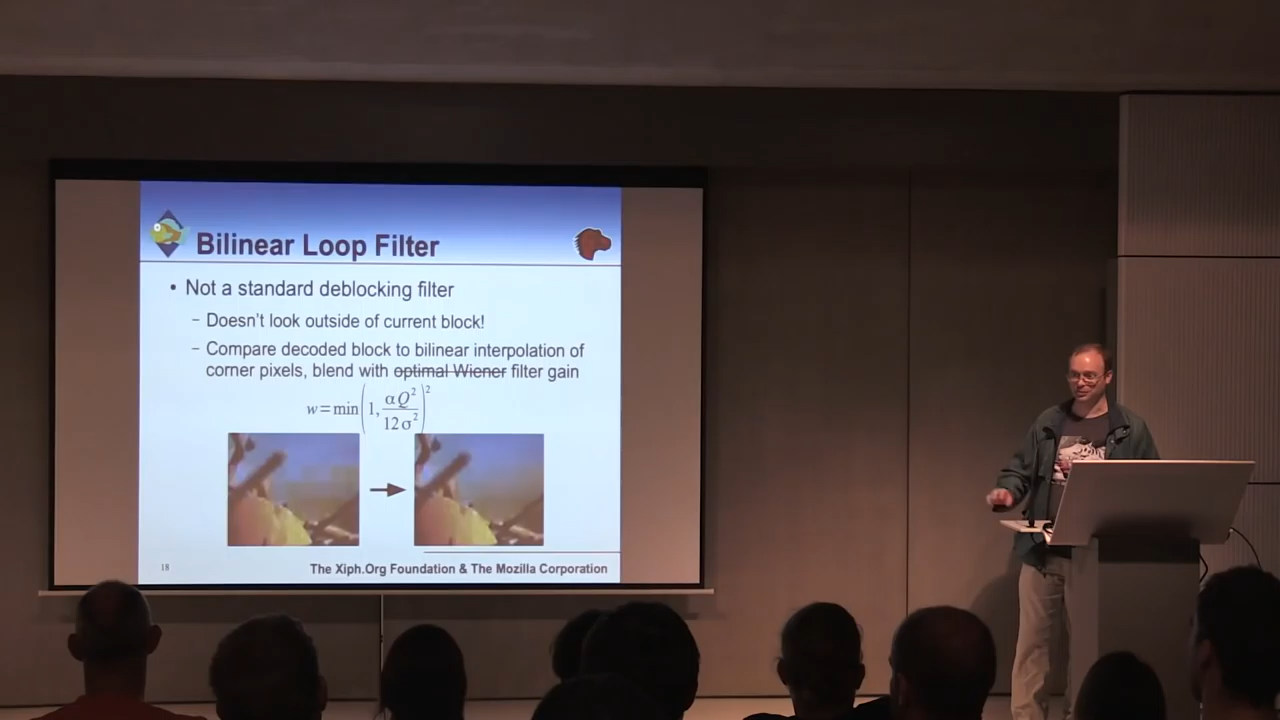 Bilinear Loop Filter
• Not a standard deblocking filter
– Doesn't look outside of current block!
– Compare decoded block to bilinear interpolation of
corner pixels, blend with optimal Wiener filter gain
w=min(1, αQ²/12σ²)²
18
The Xiph.Org Foundation & The Mozilla Corporation